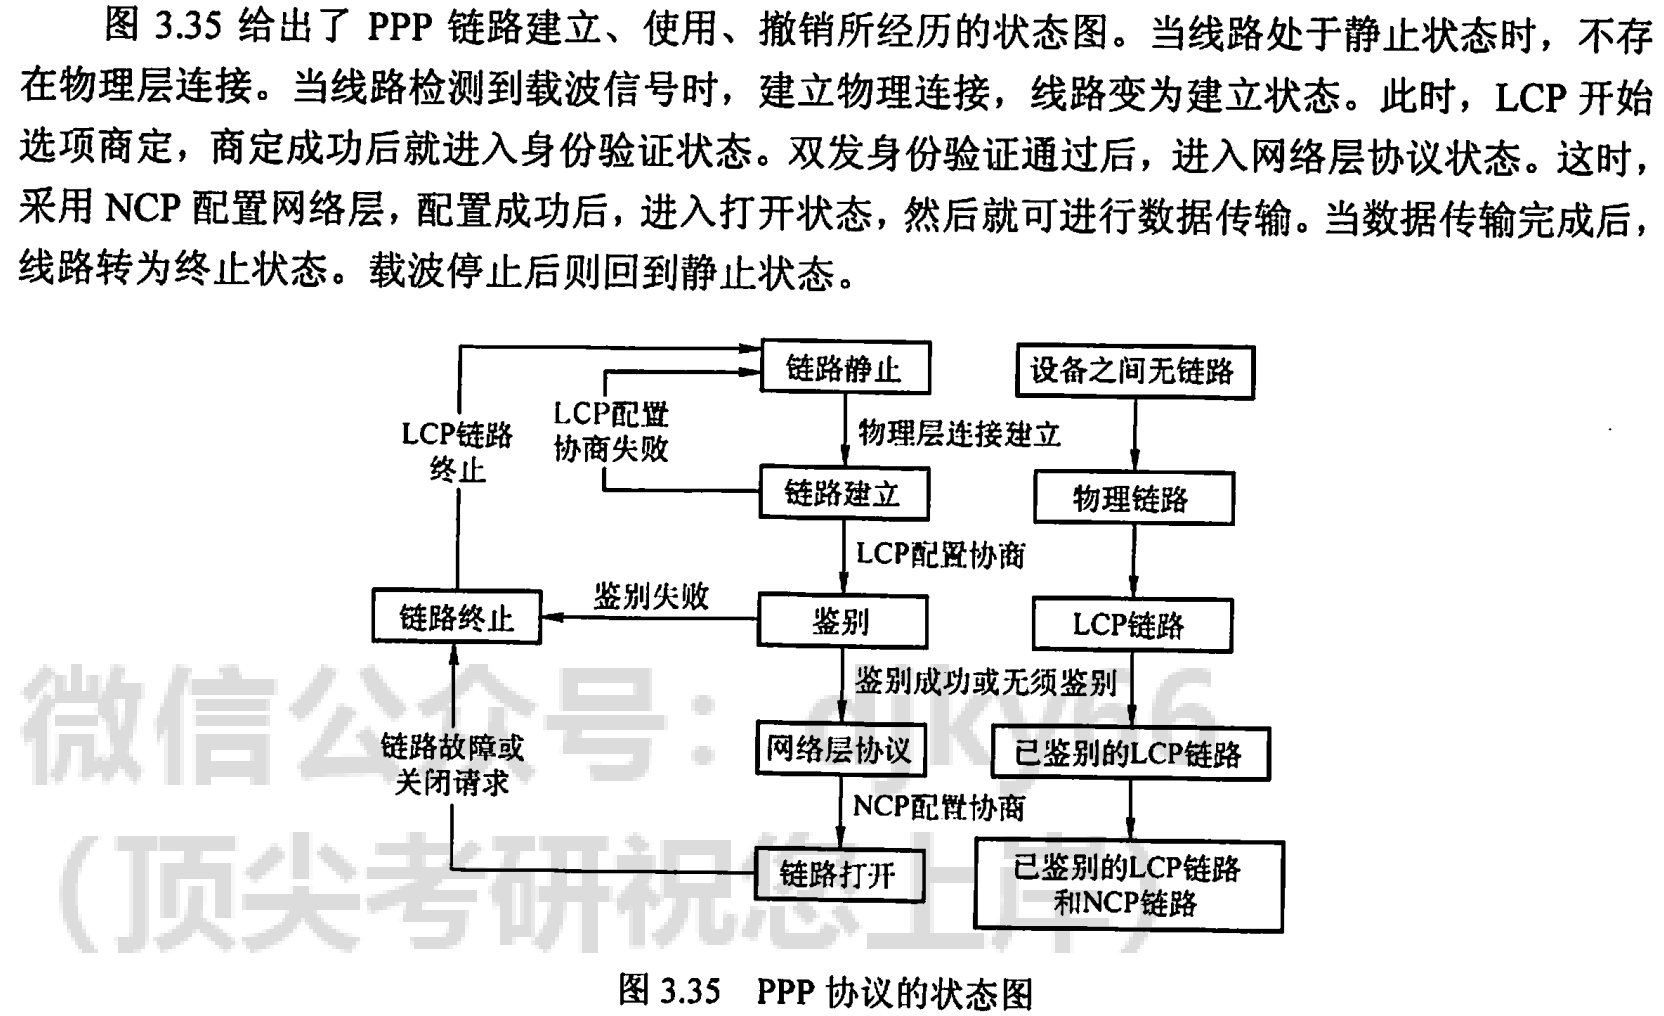 图 3.35 给出了 PPP 链路建立、使用、撤销所经历的状态图。当线路处于静止状态时，不存
在物理层连接。当线路检测到载波信号时，建立物理连接，线路变为建立状态。此时，LCP 开始
选项商定，商定成功后就进入身份验证状态。双发身份验证通过后，进入网络层协议状态。这时，
采用 NCP 配置网络层，配置成功后，进入打开状态，然后就可进行数据传输。当数据传输完成后，
线路转为终止状态。载波停止后则回到静止状态。
链路静止
设备之间无链路
LCP配置
协商失败
LCP链路
终止
物理层连接建立
链路建立
物理链路
LCP配置协商
链路终止
鉴别失败
鉴别
LCP链路
鉴别成功或无须鉴别
链路故障或
关闭请求
网络层协议
已鉴别的LCP链路
NCP配置协商
链路打开
已鉴别的LCP链路
和NCP链路
微信公众号：djky66
（顶尖考研祝您上岸）
图 3.35 PPP 协议的状态图